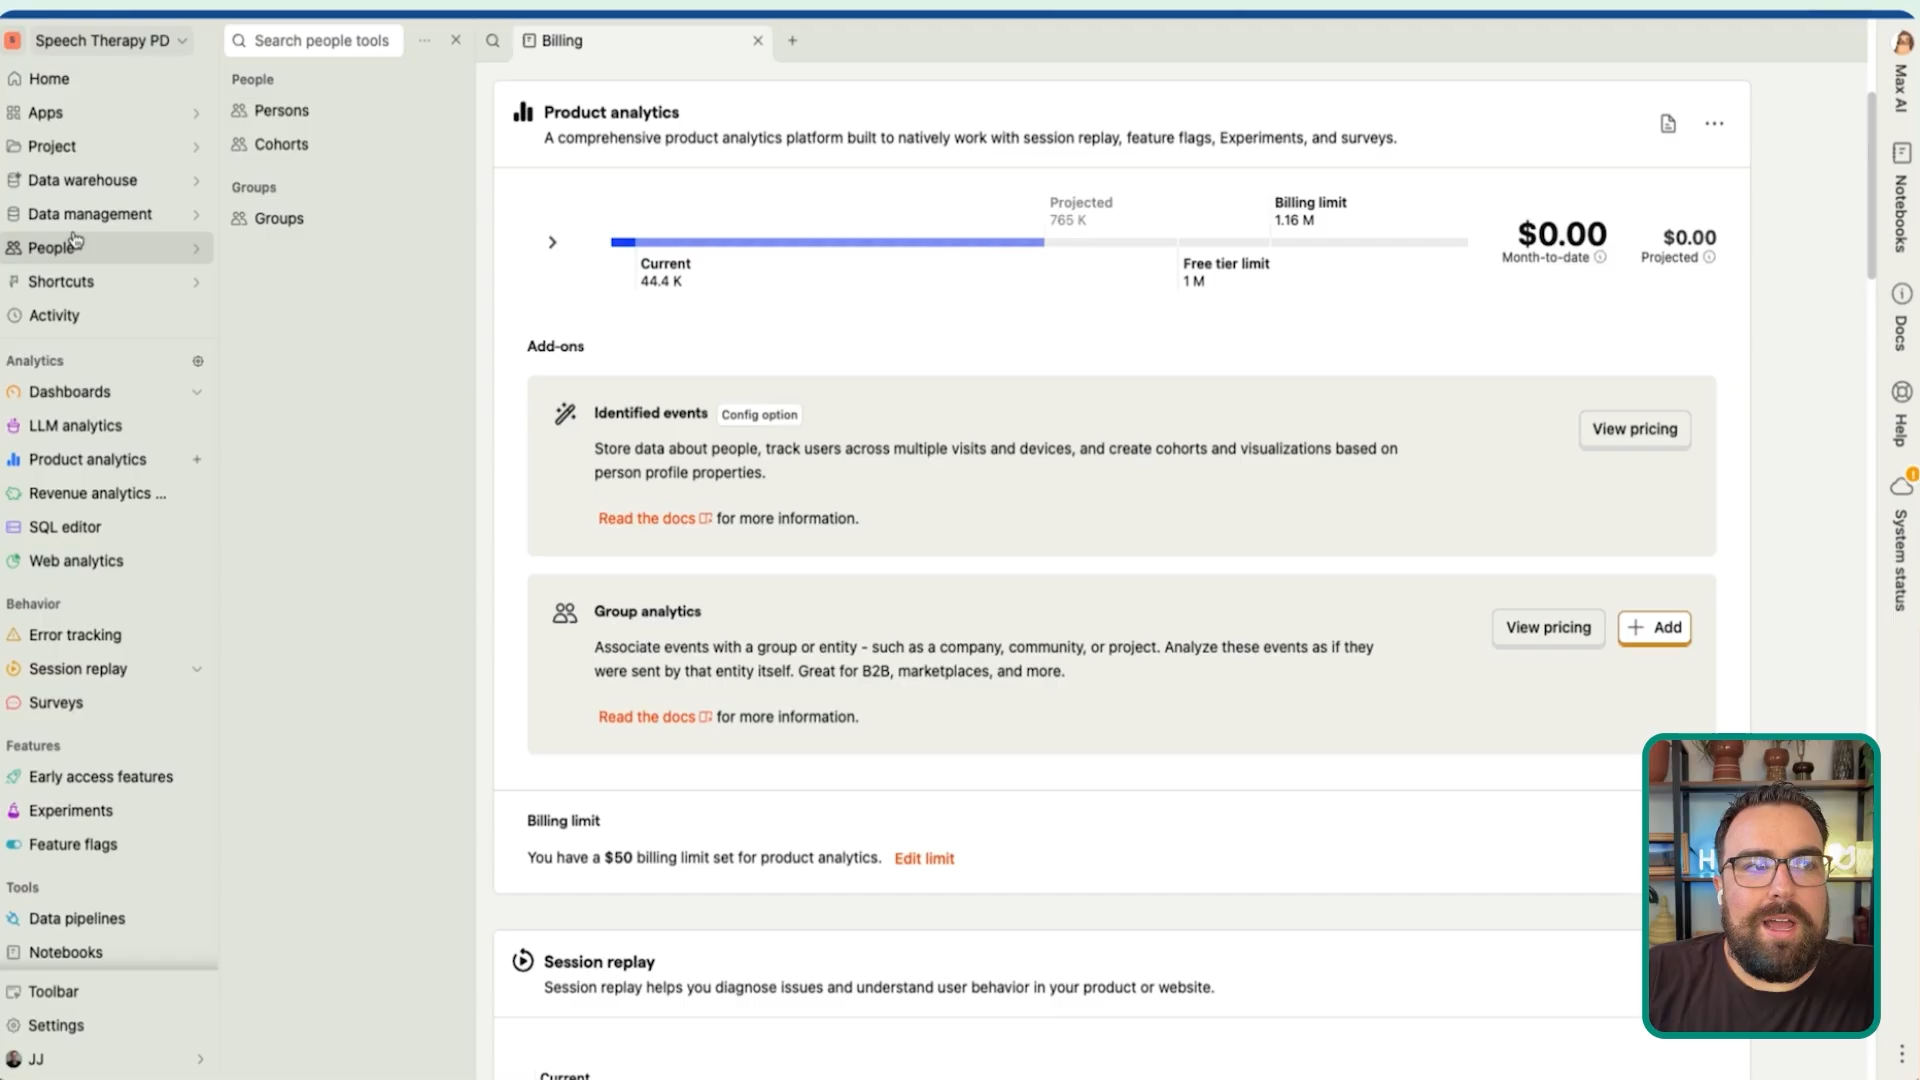 Speech Therapy PD
Home
Apps
Project
Data warehouse
Data management
People
Shortcuts
Activity
Analytics
Dashboards
LLM analytics
Product analytics
Revenue analytics ...
SQL editor
Web analytics
Behavior
Error tracking
Session replay
Surveys
Features
Early access features
Experiments
Feature flags
Tools
Data pipelines
Notebooks
Toolbar
Settings
JJ
Search people tools
People
Persons
Cohorts
Groups
Groups
Billing
Product analytics
A comprehensive product analytics platform built to natively work with session replay, feature flags, Experiments, and surveys.
Projected
765 K
Billing limit
1.16 M
Current
44.4 K
Free tier limit
1 M
$0.00
Month-to-date
$0.00
Projected
Add-ons
Identified events Config option
Store data about people, track users across multiple visits and devices, and create cohorts and visualizations based on
person profile properties.
Read the docs for more information.
View pricing
Group analytics
Associate events with a group or entity - such as a company, community, or project. Analyze these events as if they
were sent by that entity itself. Great for B2B, marketplaces, and more.
Read the docs for more information.
View pricing
Add
Billing limit
You have a $50 billing limit set for product analytics. Edit limit
Session replay
Session replay helps you diagnose issues and understand user behavior in your product or website.
Current
Max AI
Notebooks
Docs
Help
System status